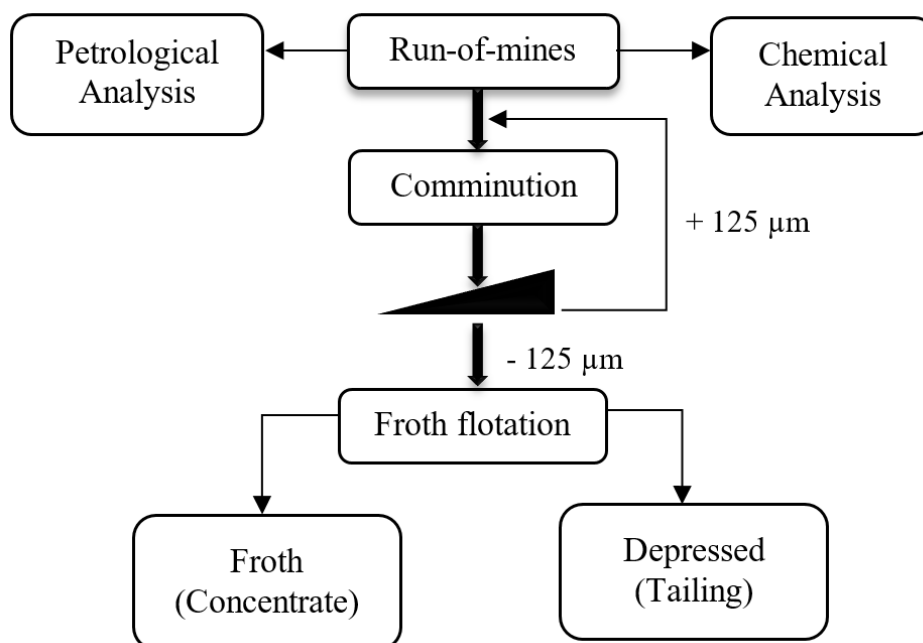 Petrological
Analysis
Run-of-mines
Chemical
Analysis
Comminution
+ 125 µm
- 125 µm
Froth flotation
Froth
(Concentrate)
Depressed
(Tailing)